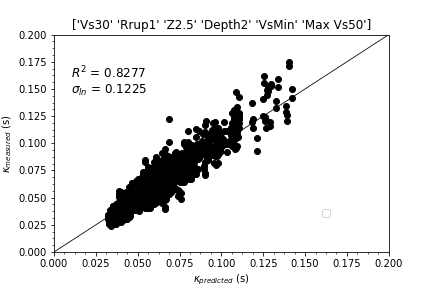 ['Vs30' 'Rrup1' 'Z2.5' 'Depth2' 'VsMin' 'Max Vs50']
R² = 0.8277
σln = 0.1225
κmeasured (s)
0.200
0.175
0.150
0.125
0.100
0.075
0.050
0.025
0.000
0.000 0.025 0.050 0.075 0.100 0.125 0.150 0.175 0.200
κpredicted (s)